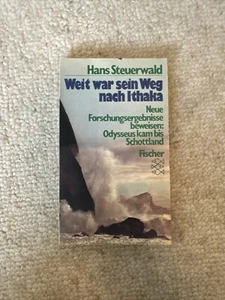 Hans Steuerwald
Weit war sein Weg
nach Ithaka
Neue
Forschungsergebnisse
beweisen:
Odysseus kam bis
Schottland
Fischer